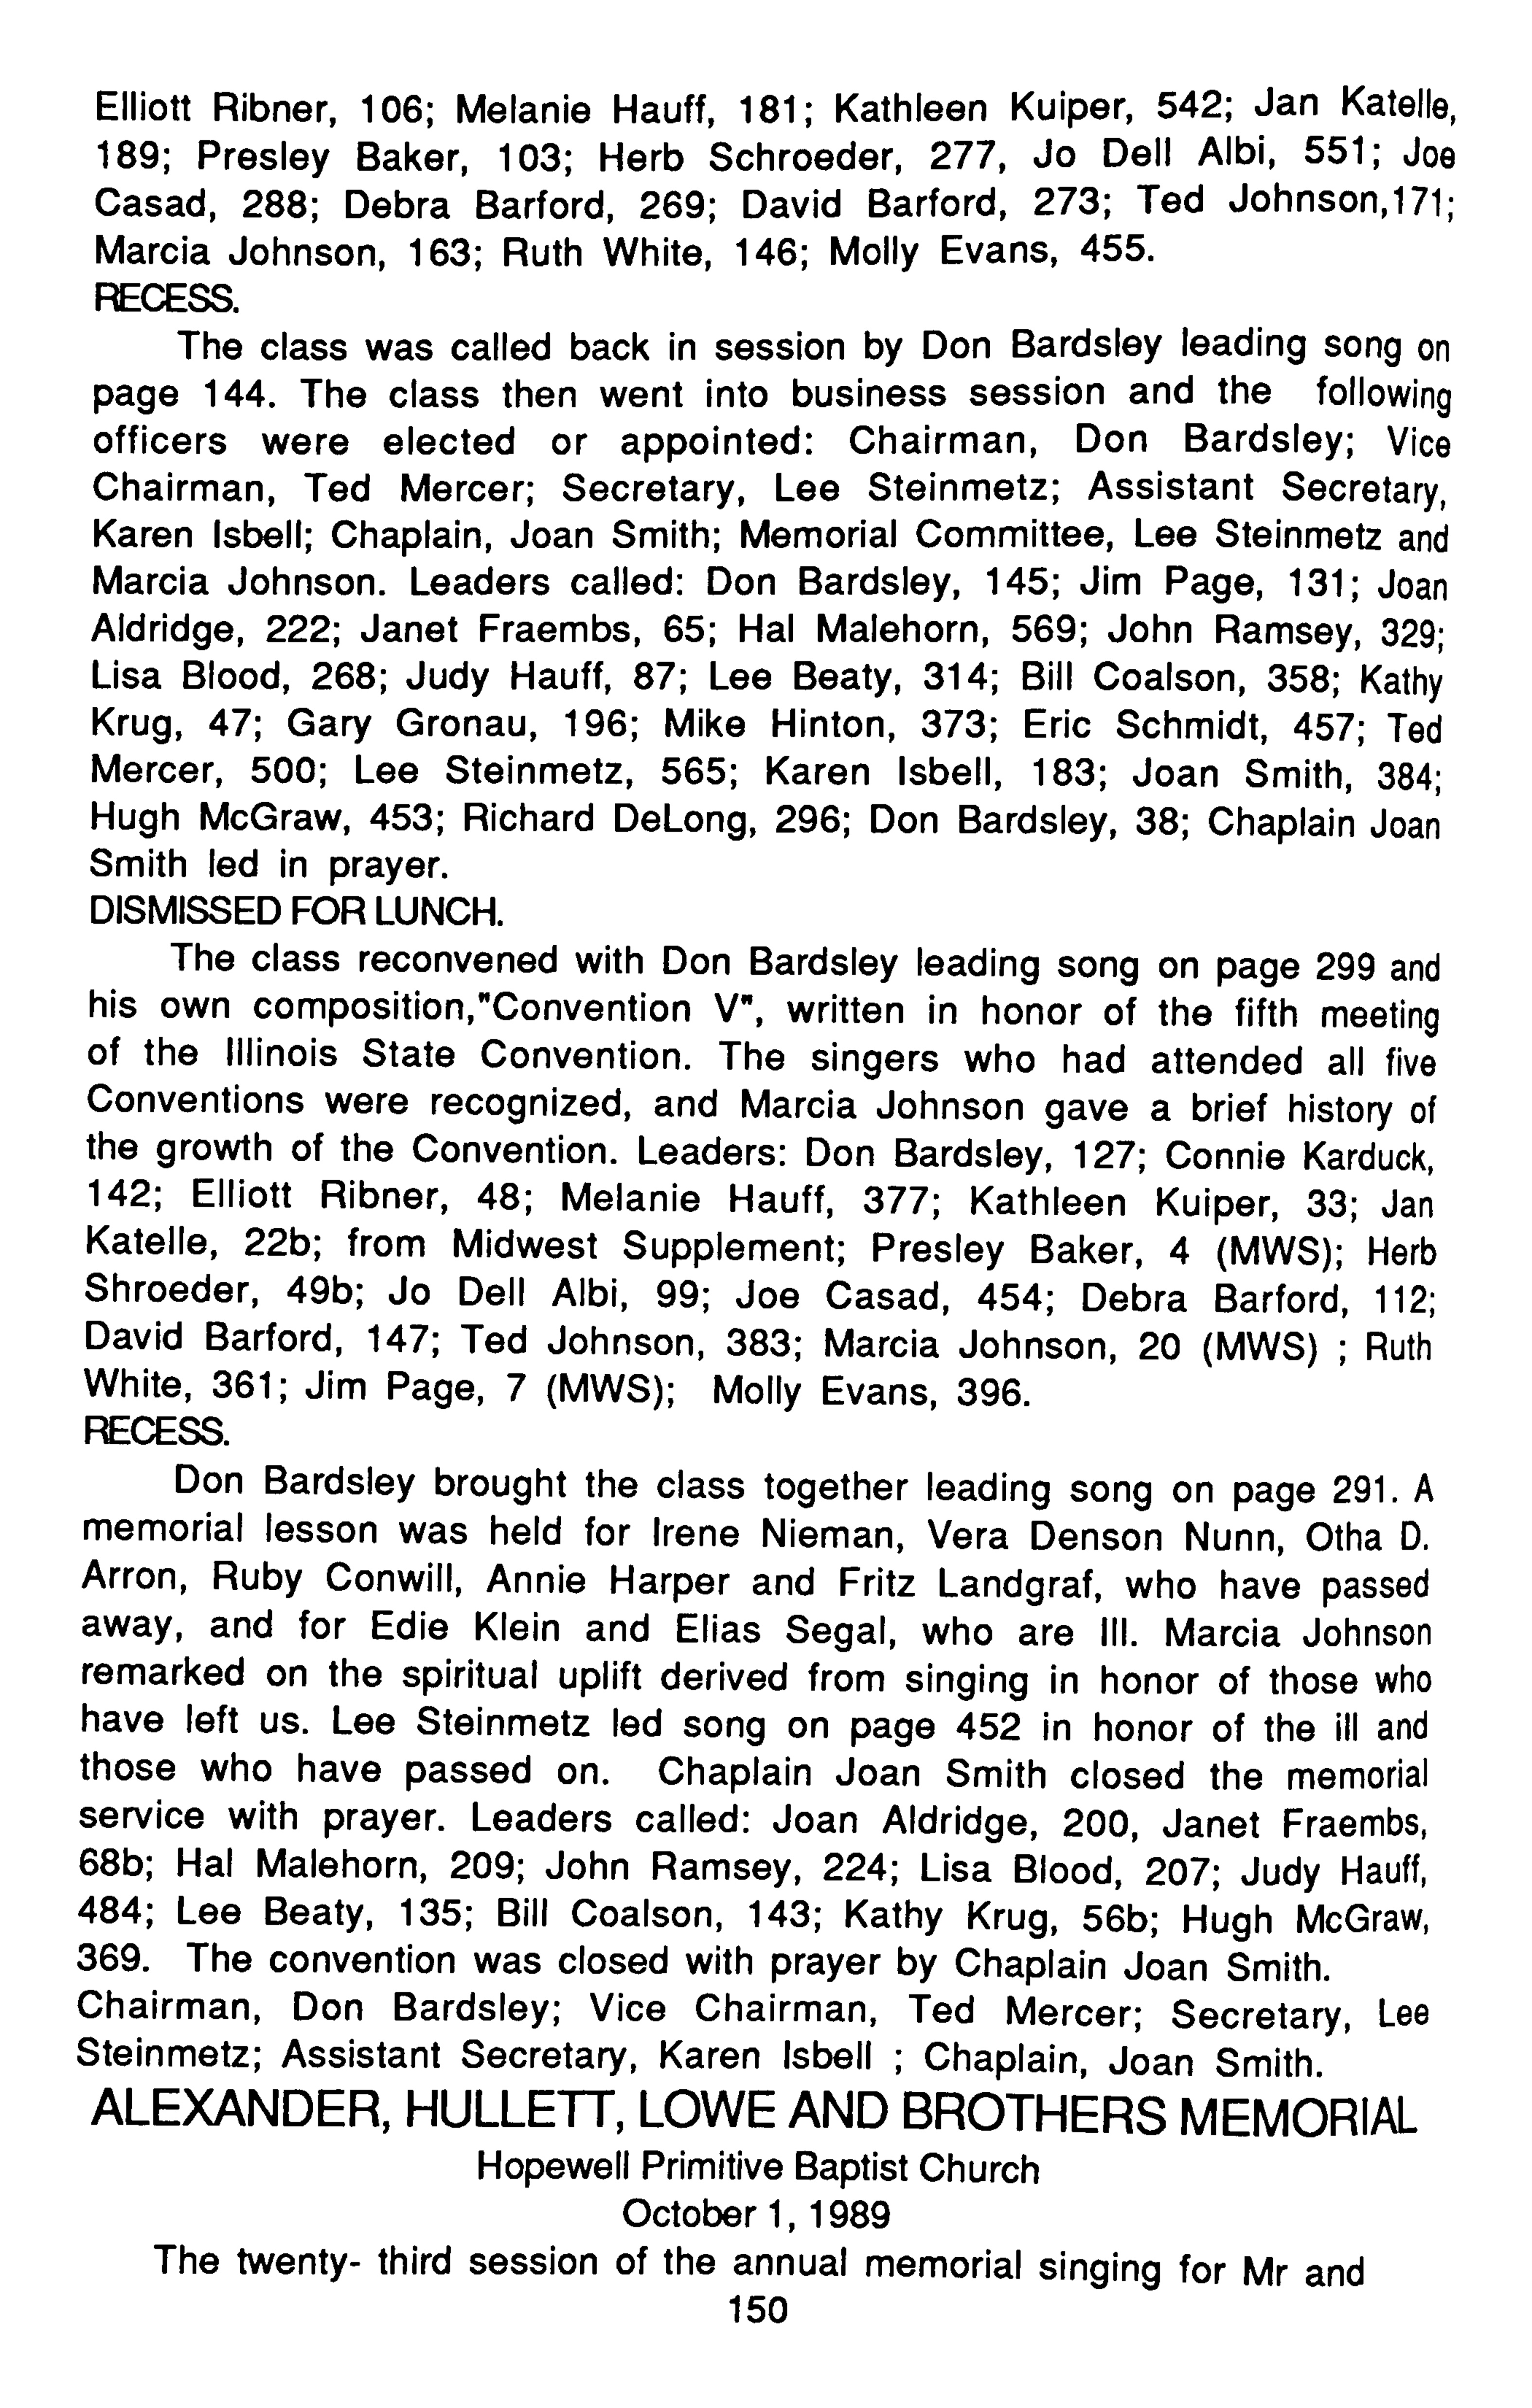 Elliott Ribner, 106; Melanie Hauff, 181; Kathleen Kuiper, 542; Jan Katelle,
189; Presley Baker, 103; Herb Schroeder, 277, Jo Dell Albi, 551; Joe
Casad, 288; Debra Barford, 269; David Barford, 273; Ted Johnson,171;
Marcia Johnson, 163; Ruth White, 146; Molly Evans, 455.
RECESS.
The class was called back in session by Don Bardsley leading song on
page 144. The class then went into business session and the following
officers were elected or appointed: Chairman, Don Bardsley; Vice
Chairman, Ted Mercer; Secretary, Lee Steinmetz; Assistant Secretary,
Karen Isbell; Chaplain, Joan Smith; Memorial Committee, Lee Steinmetz and
Marcia Johnson. Leaders called: Don Bardsley, 145; Jim Page, 131; Joan
Aldridge, 222; Janet Fraembs, 65; Hal Malehorn, 569; John Ramsey, 329;
Lisa Blood, 268; Judy Hauff, 87; Lee Beaty, 314; Bill Coalson, 358; Kathy
Krug, 47; Gary Gronau, 196; Mike Hinton, 373; Eric Schmidt, 457; Ted
Mercer, 500; Lee Steinmetz, 565; Karen Isbell, 183; Joan Smith, 384;
Hugh McGraw, 453; Richard DeLong, 296; Don Bardsley, 38; Chaplain Joan
Smith led in prayer.
DISMISSED FOR LUNCH.
The class reconvened with Don Bardsley leading song on page 299 and
his own composition,"Convention V", written in honor of the fifth meeting
of the Illinois State Convention. The singers who had attended all five
Conventions were recognized, and Marcia Johnson gave a brief history of
the growth of the Convention. Leaders: Don Bardsley, 127; Connie Karduck,
142; Elliott Ribner, 48; Melanie Hauff, 377; Kathleen Kuiper, 33; Jan
Katelle, 22b; from Midwest Supplement; Presley Baker, 4 (MWS); Herb
Shroeder, 49b; Jo Dell Albi, 99; Joe Casad, 454; Debra Barford, 112;
David Barford, 147; Ted Johnson, 383; Marcia Johnson, 20 (MWS) ; Ruth
White, 361; Jim Page, 7 (MWS); Molly Evans, 396.
RECESS.
Don Bardsley brought the class together leading song on page 291. A
memorial lesson was held for Irene Nieman, Vera Denson Nunn, Otha D.
Arron, Ruby Conwill, Annie Harper and Fritz Landgraf, who have passed
away, and for Edie Klein and Elias Segal, who are Ill. Marcia Johnson
remarked on the spiritual uplift derived from singing in honor of those who
have left us. Lee Steinmetz led song on page 452 in honor of the ill and
those who have passed on. Chaplain Joan Smith closed the memorial
service with prayer. Leaders called: Joan Aldridge, 200, Janet Fraembs,
68b; Hal Malehorn, 209; John Ramsey, 224; Lisa Blood, 207; Judy Hauff,
484; Lee Beaty, 135; Bill Coalson, 143; Kathy Krug, 56b; Hugh McGraw,
369. The convention was closed with prayer by Chaplain Joan Smith.
Chairman, Don Bardsley; Vice Chairman, Ted Mercer; Secretary, Lee
Steinmetz; Assistant Secretary, Karen Isbell ; Chaplain, Joan Smith.
ALEXANDER, HULLETT, LOWE AND BROTHERS MEMORIAL
Hopewell Primitive Baptist Church
October 1, 1989
The twenty- third session of the annual memorial singing for Mr and
150